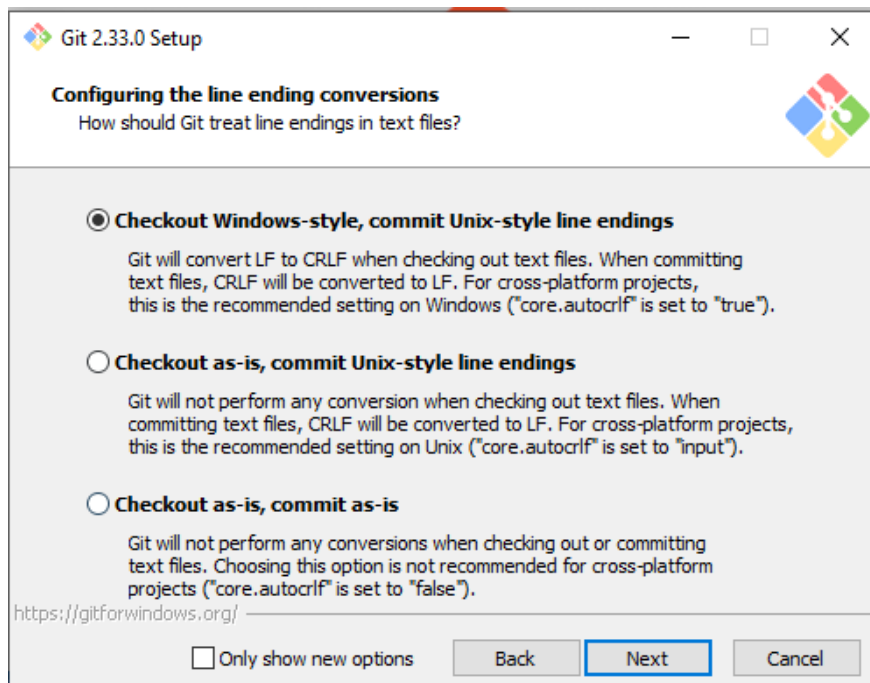 Git 2.33.0 Setup
Configuring the line ending conversions
How should Git treat line endings in text files?
Checkout Windows-style, commit Unix-style line endings
Git will convert LF to CRLF when checking out text files. When committing
text files, CRLF will be converted to LF. For cross-platform projects,
this is the recommended setting on Windows ("core.autocrlf" is set to "true").
Checkout as-is, commit Unix-style line endings
Git will not perform any conversion when checking out text files. When
committing text files, CRLF will be converted to LF. For cross-platform projects,
this is the recommended setting on Unix ("core.autocrlf" is set to "input").
Checkout as-is, commit as-is
Git will not perform any conversions when checking out or committing
text files. Choosing this option is not recommended for cross-platform
projects ("core.autocrlf" is set to "false").
https://gitforwindows.org/
Only show new options
Back
Next
Cancel